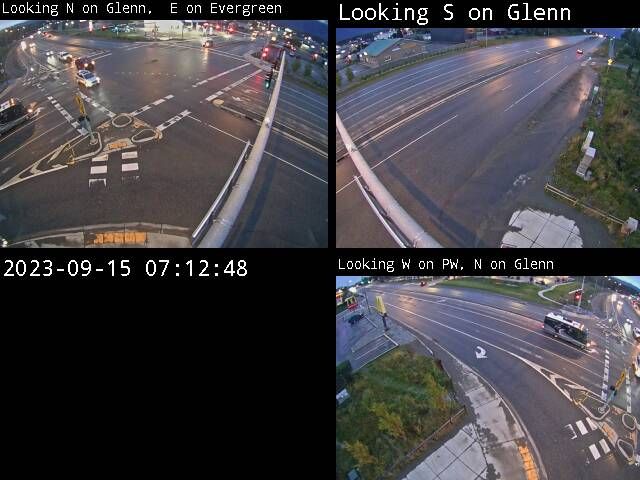 Looking N on Glenn, E on Evergreen
Looking S on Glenn
2023-09-15 07:12:48
Looking W on PW, N on Glenn